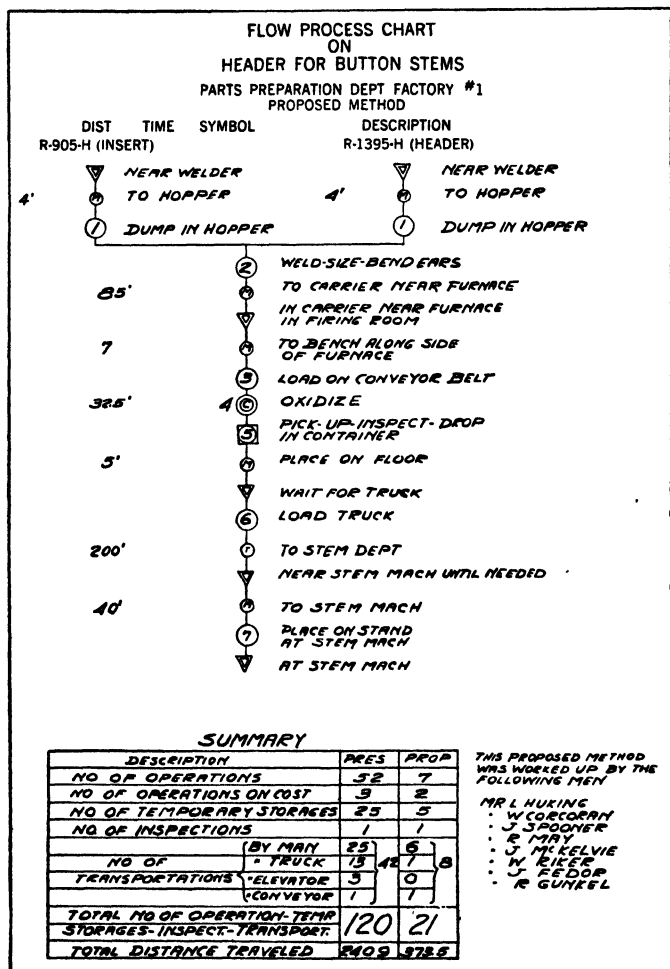 FLOW PROCESS CHART
ON
HEADER FOR BUTTON STEMS
PARTS PREPARATION DEPT FACTORY #1
PROPOSED METHOD
DIST TIME SYMBOL DESCRIPTION
R-905-H (INSERT) R-1395-H (HEADER)
NEAR WELDER NEAR WELDER
4' M TO HOPPER 4' M TO HOPPER
1 DUMP IN HOPPER 1 DUMP IN HOPPER
2 WELD-SIZE-BEND EARS
85' M TO CARRIER NEAR FURNACE
IN CARRIER NEAR FURNACE
IN FIRING ROOM
7 M TO BENCH ALONG SIDE
OF FURNACE
3 LOAD ON CONVEYOR BELT
32.5' 4 C OXIDIZE
5 PICK-UP-INSPECT-DROP
IN CONTAINER
5' M PLACE ON FLOOR
WAIT FOR TRUCK
6 LOAD TRUCK
200' T TO STEM DEPT
NEAR STEM MACH UNTIL NEEDED
40' M TO STEM MACH
7 PLACE ON STAND
AT STEM MACH
AT STEM MACH
SUMMARY
DESCRIPTION PRES PROP
NO OF OPERATIONS 52 7
NO OF OPERATIONS ON COST 3 2
NO OF TEMPORARY STORAGES 25 5
NO OF INSPECTIONS 1 1
NO OF TRANSPORTATIONS BY MAN 25 6
" TRUCK 13 42 1 8
" ELEVATOR 3 0
" CONVEYOR 1 1
TOTAL NO OF OPERATION-TEMP
STORAGES-INSPECT.-TRANSPORT. 120 21
TOTAL DISTANCE TRAVELED 2409 373.5
THIS PROPOSED METHOD
WAS WORKED UP BY THE
FOLLOWING MEN
MR L HUKING
" W CORCORAN
" J SPOONER
" R MAY
" J MCKELVIE
" W RIKER
" J FEDOR
" R GUNKEL